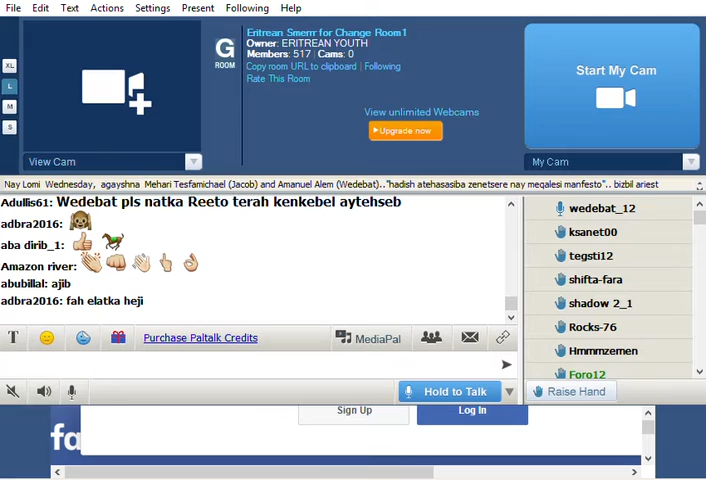 File Edit Text Actions Settings Present Following Help
XL
L
M
S
View Cam
G
ROOM
Eritrean Smerrr for Change Room1
Owner: ERITREAN YOUTH
Members: 517 | Cams: 0
Copy room URL to clipboard | Following
Rate This Room
View unlimited Webcams
Upgrade now
Start My Cam
My Cam
Nay Lomi Wednesday, agayshna Mehari Tesfamichael (Jacob) and Amanuel Alem (Wedebat).."hadish atehasasiba zenetsere nay meqalesi manfesto".. bizbil ariest
Adullis61: Wedebat pls natka Reeto terah kenkebel aytehseb
adbra2016:
aba dirib_1:
Amazon river:
abubillal: ajib
adbra2016: fah elatka heji
wedebat_12
ksanet00
tegsti12
shifta-fara
shadow 2_1
Rocks-76
Hmmmzemen
Foro12
T Purchase Paltalk Credits MediaPal
Hold to Talk
Raise Hand
fa
Sign Up
Log In